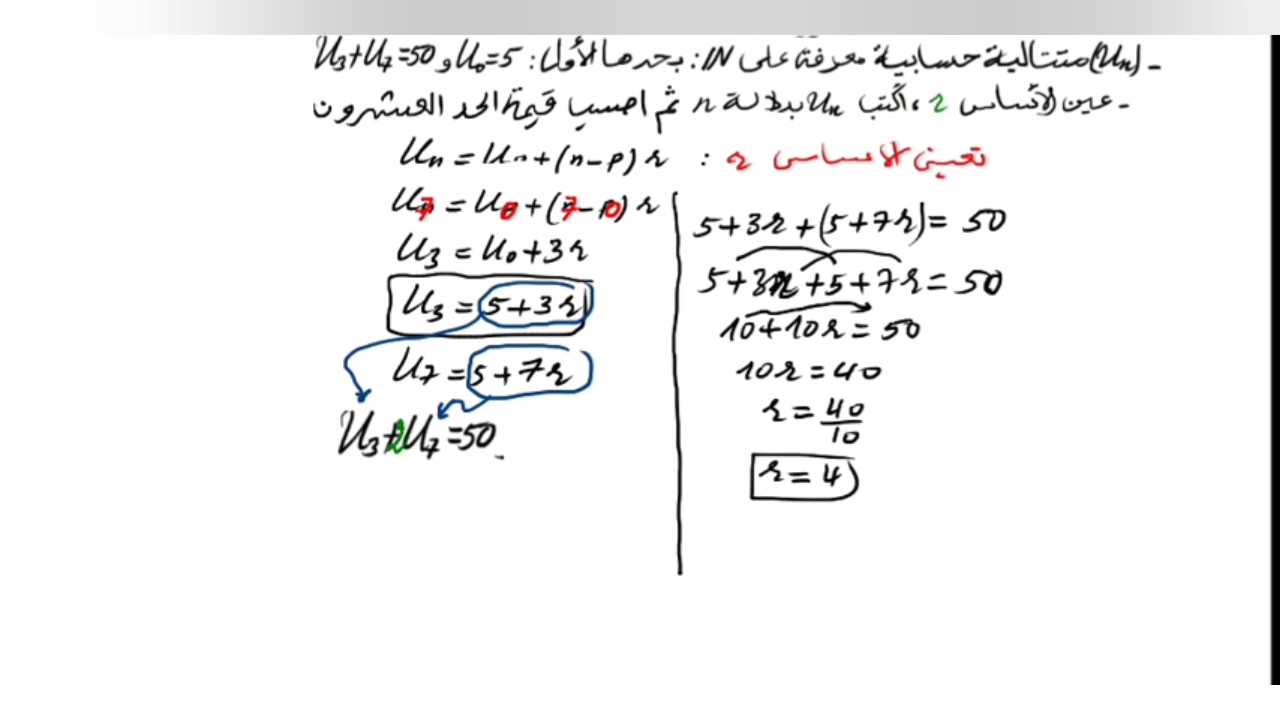 - (Un) متتالية حسابية معرفة على IN : بحدها الأول : U0=5 و U3+U7=50
- عين الأساس r ، اكتب Un بدلالة n ثم احسب قيمة الحد العشرون
تعيين الأساس r :
Un = Up + (n-p) r
U7 = U0 + (7-0) r
U3 = U0 + 3r
U3 = 5+3r
U7 = 5+7r
U3+U7=50
5+3r+(5+7r)= 50
5+3r+5+7r= 50
10+10r = 50
10r = 40
r = 40/10
r = 4